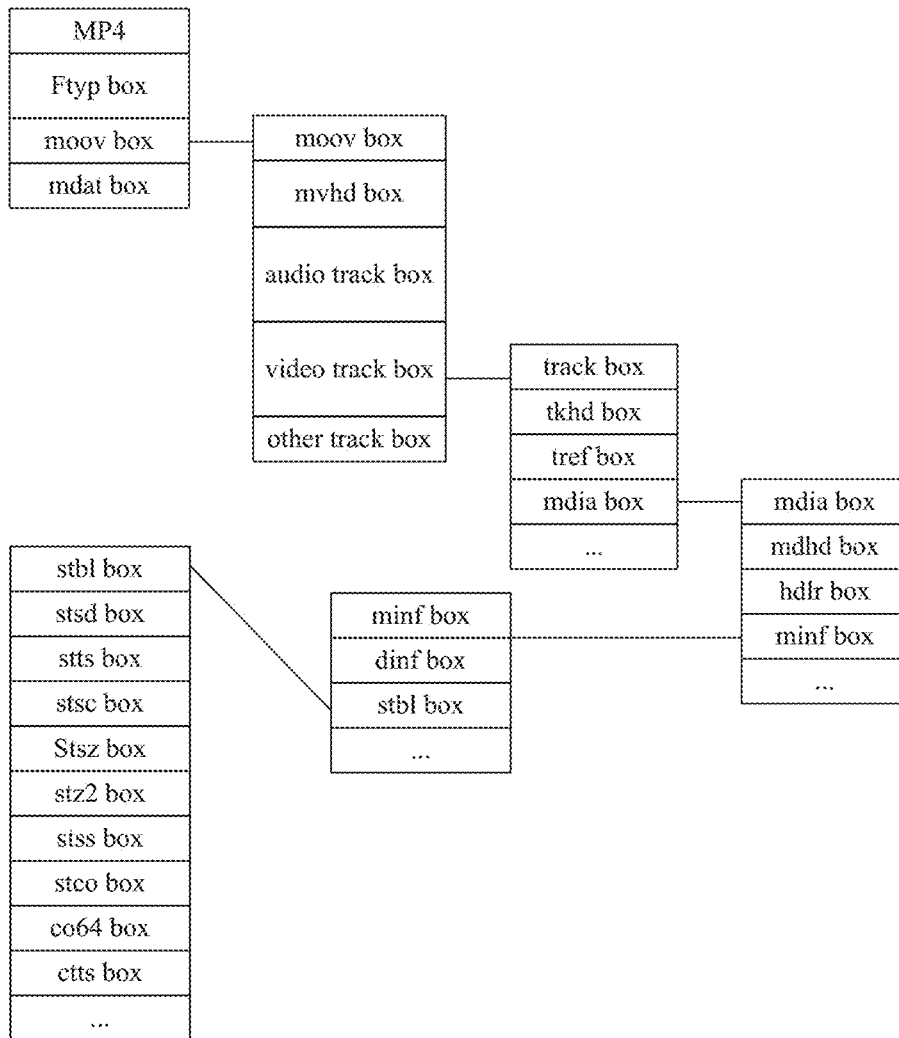 MP4
Ftyp box
moov box
mdat box
moov box
mvhd box
audio track box
video track box
other track box
track box
tkhd box
tref box
mdia box
...
mdia box
mdhd box
hdlr box
minf box
...
minf box
dinf box
stbl box
...
stbl box
stsd box
stts box
stsc box
Stsz box
stz2 box
stss box
stco box
co64 box
ctts box
...